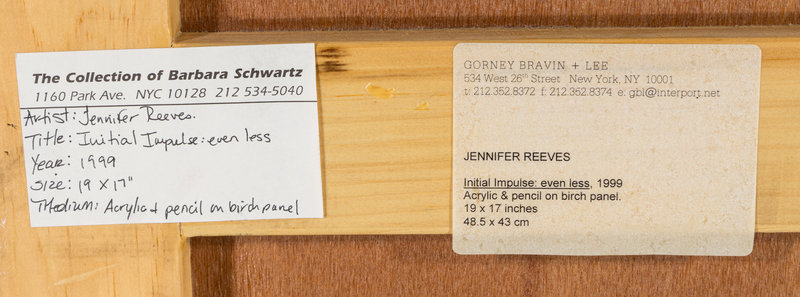 The Collection of Barbara Schwartz
1160 Park Ave. NYC 10128 212 534-5040
Artist: Jennifer Reeves.
Title: Initial Impulse: even less
Year: 1999
Size: 19 x 17"
Medium: Acrylic & pencil on birch panel
GORNEY BRAVIN + LEE
534 West 26th Street New York, NY 10001
t: 212.352.8372 f: 212.352.8374 e: gbl@interport.net
JENNIFER REEVES
Initial Impulse: even less, 1999
Acrylic & pencil on birch panel.
19 x 17 inches
48.5 x 43 cm